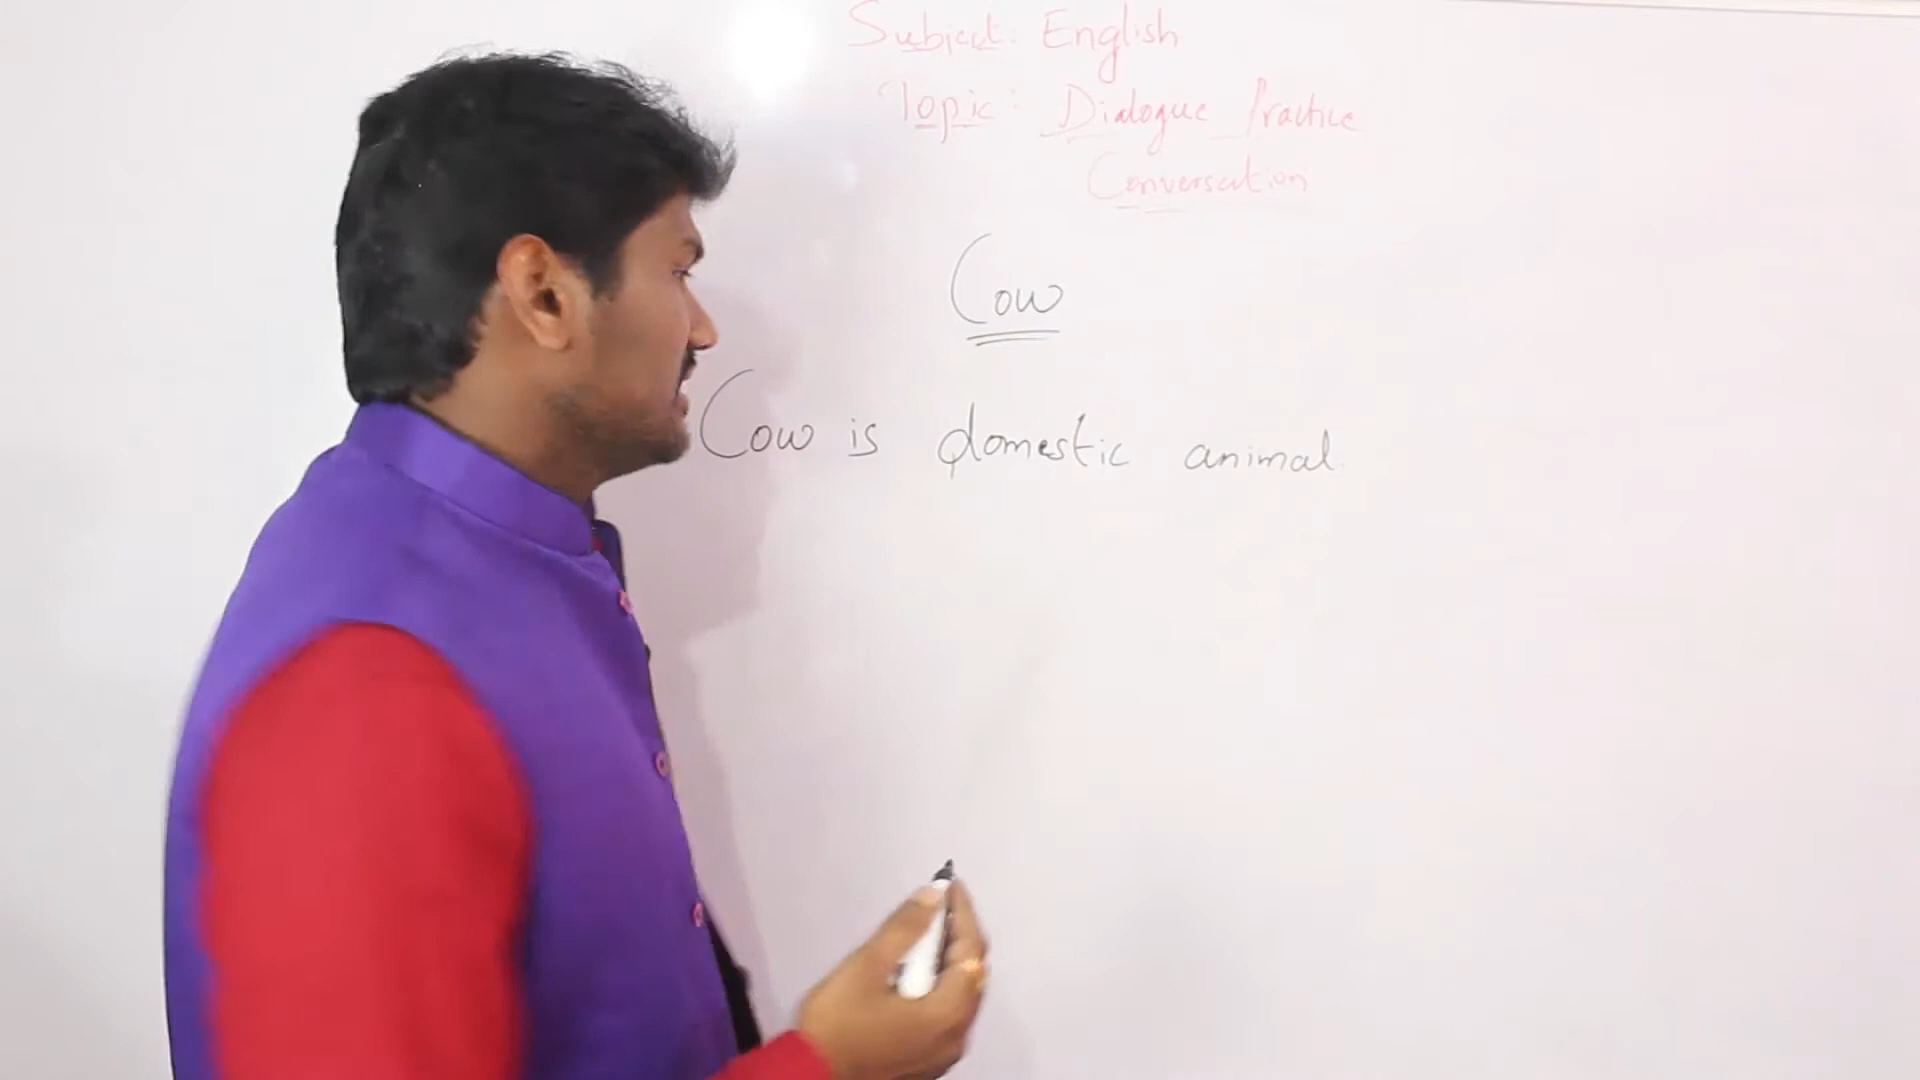 Subject: English
Topic: Dialogue Practice
Conversation
Cow
Cow is domestic animal.